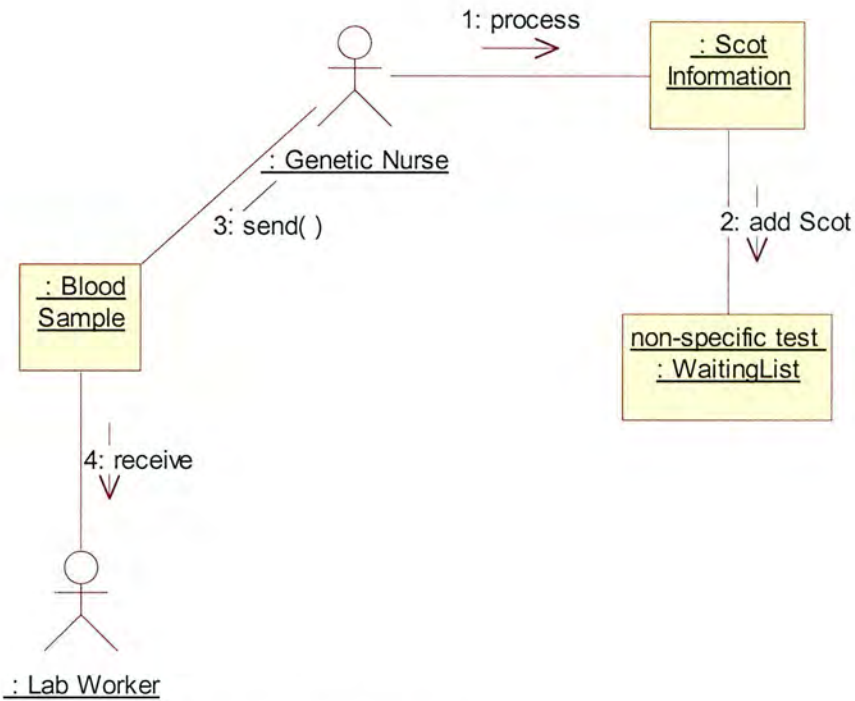 1: process
: Scot
Information
: Genetic Nurse
3: send( )
2: add Scot
: Blood
Sample
non-specific test
: WaitingList
4: receive
: Lab Worker